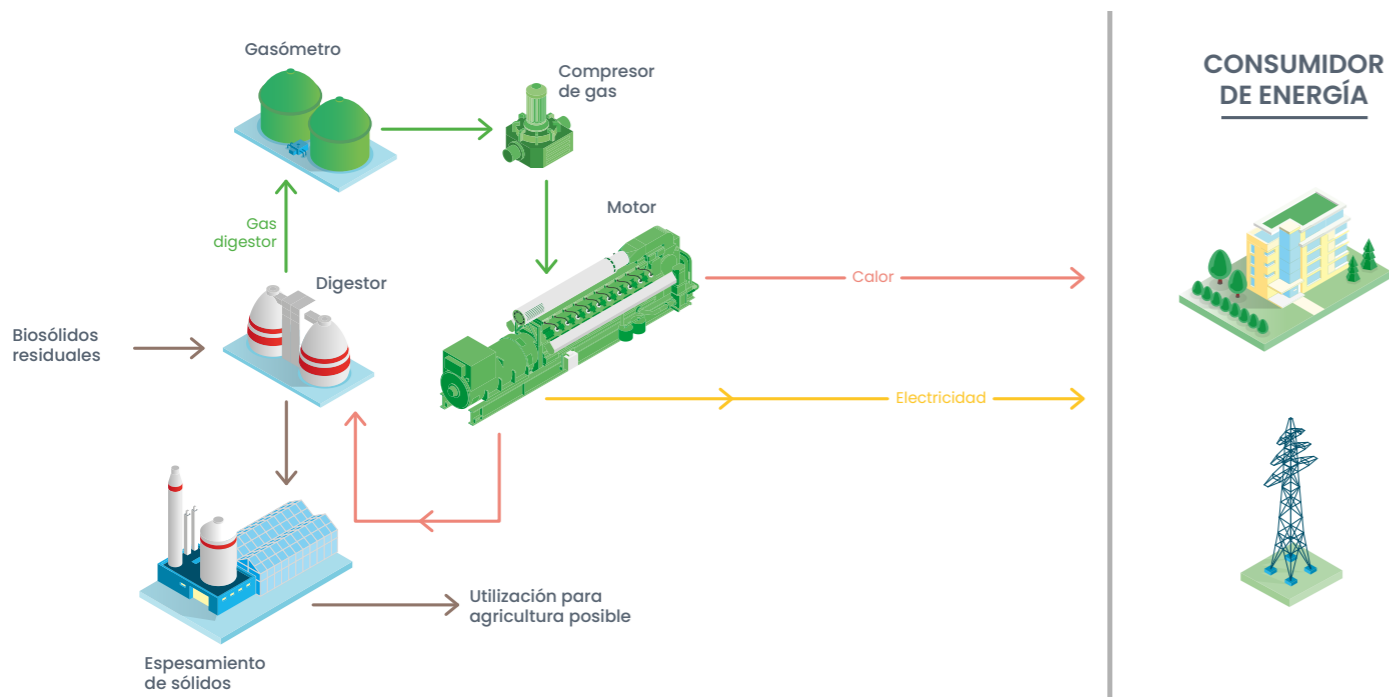 Gasómetro
Compresor
de gas
CONSUMIDOR
DE ENERGÍA
Motor
Gas
digestor
Digestor
Calor
Biosólidos
residuales
Electricidad
Utilización para
agricultura posible
Espesamiento
de sólidos